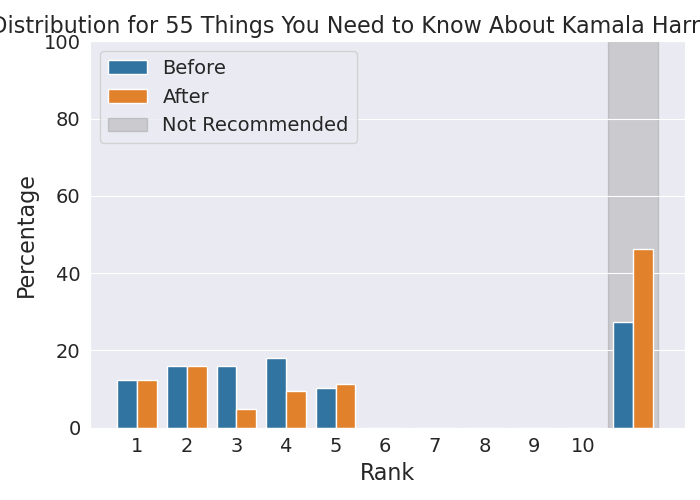 Distribution for 55 Things You Need to Know About Kamala Harr
100
80
60
40
20
0
Percentage
Before
After
Not Recommended
1 2 3 4 5 6 7 8 9 10
Rank